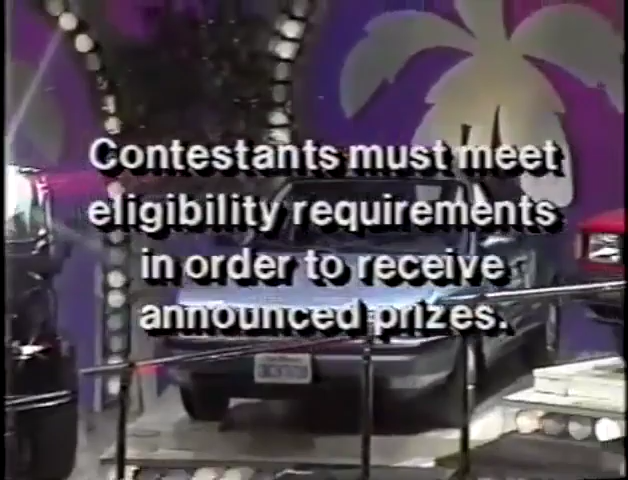 Contestants must meet
eligibility requirements
in order to receive
announced prizes.